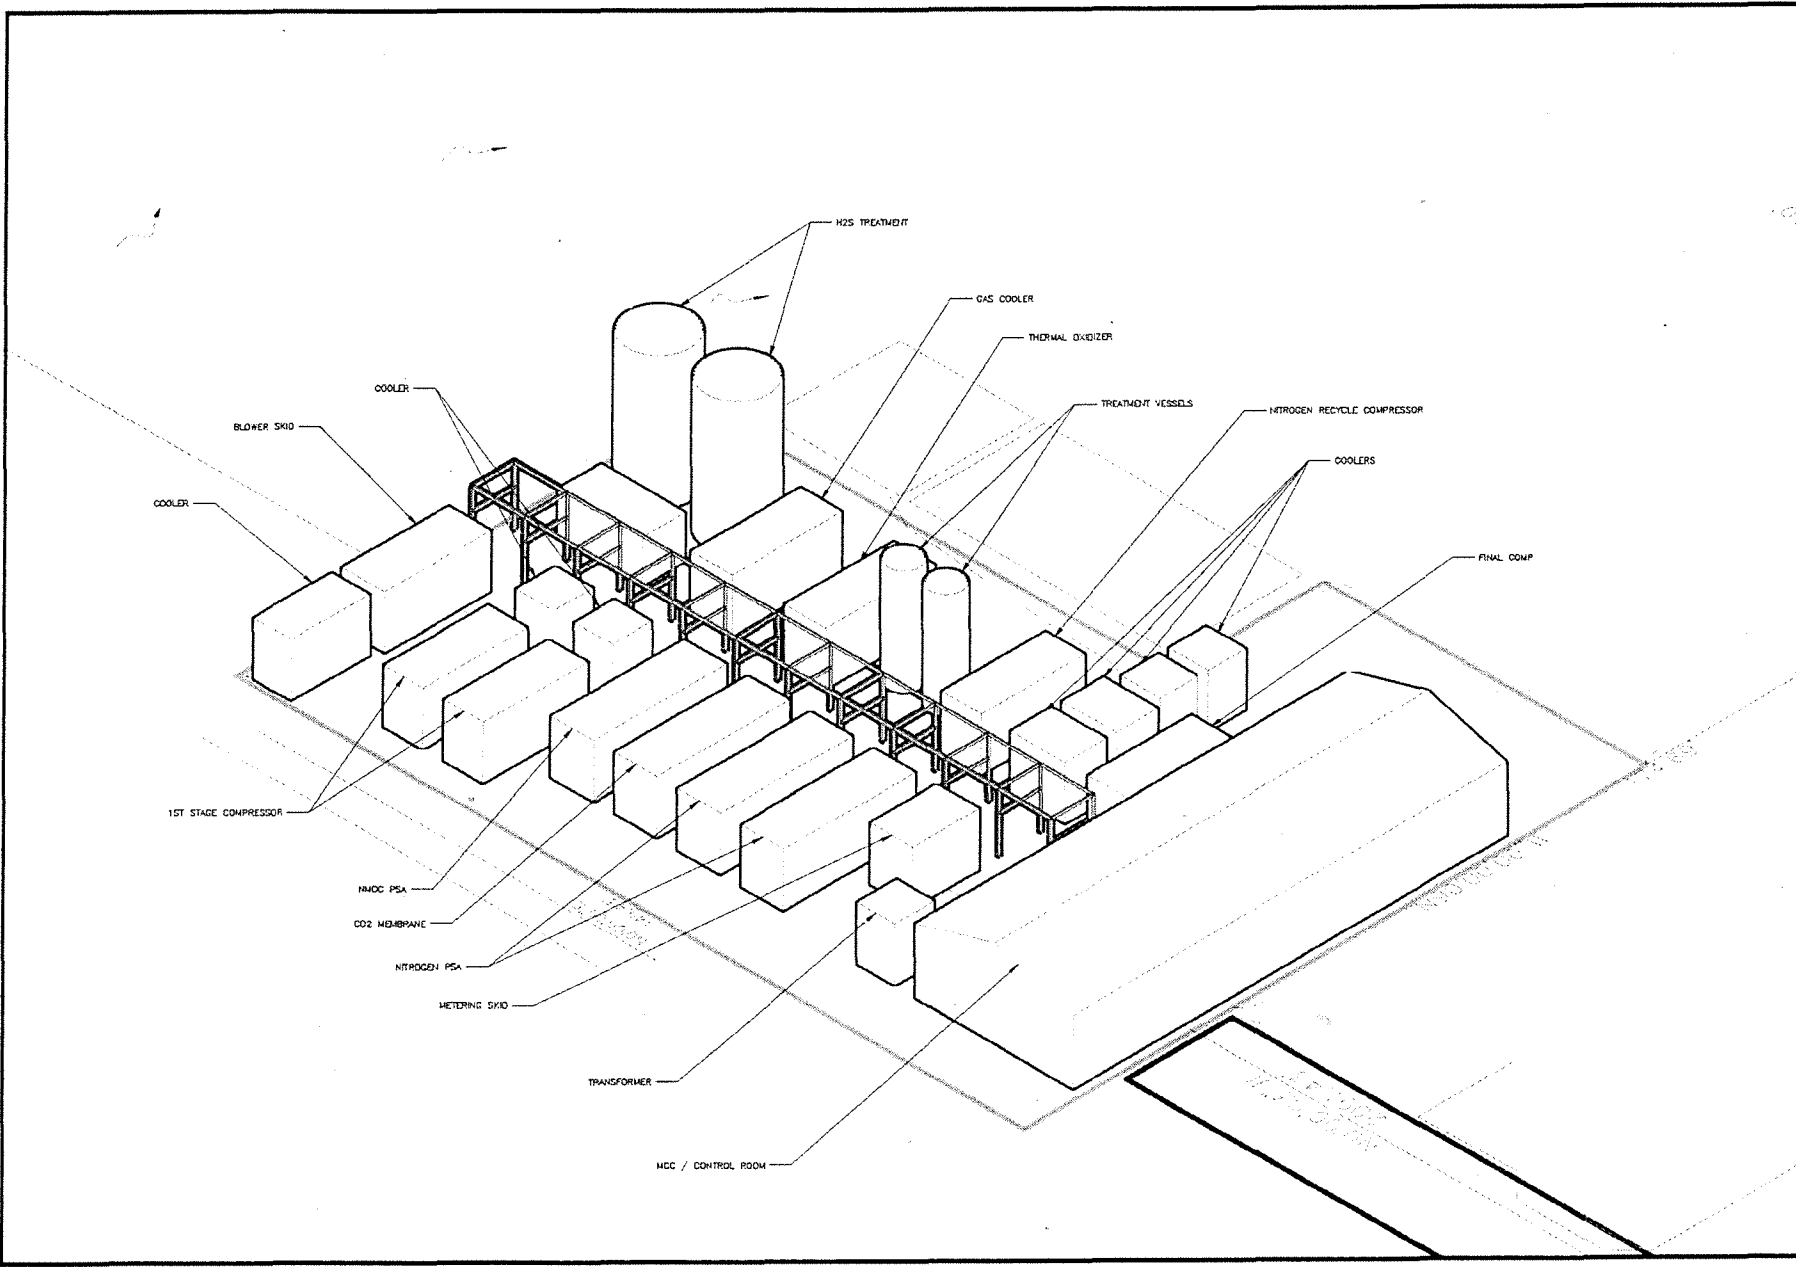 H2S TREATMENT
GAS COOLER
THERMAL OXIDIZER
COOLER
TREATMENT VESSELS
NITROGEN RECYCLE COMPRESSOR
BLOWER SKID
COOLERS
COOLER
FINAL COMP
1ST STAGE COMPRESSOR
NMOC PSA
CO2 MEMBRANE
NITROGEN PSA
METERING SKID
TRANSFORMER
MCC / CONTROL ROOM